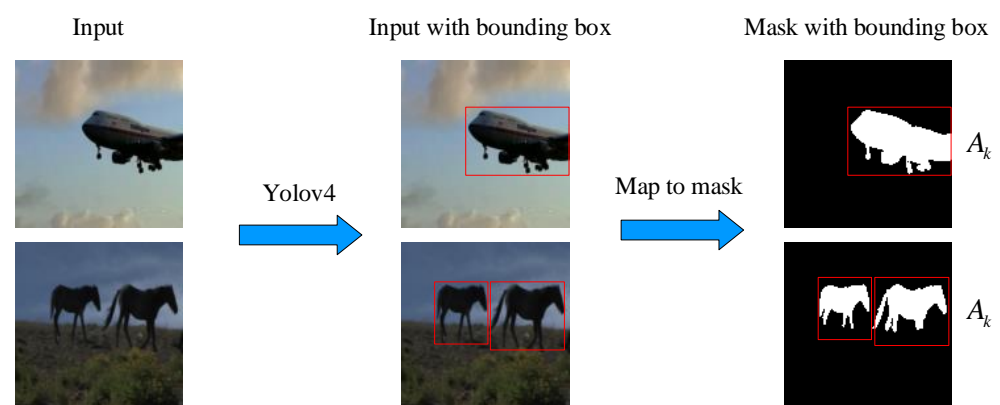 Input
Input with bounding box
Mask with bounding box
Yolov4
Map to mask
A_k
A_k